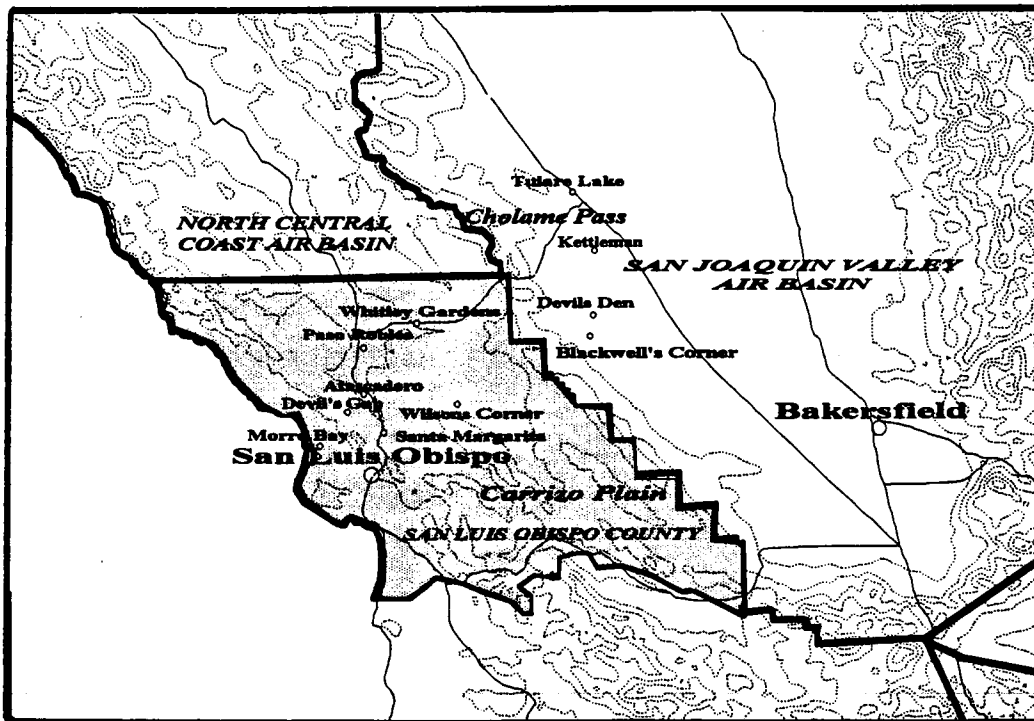 Tulare Lake
Cholame Pass
NORTH CENTRAL
COAST AIR BASIN
Kettleman
SAN JOAQUIN VALLEY
AIR BASIN
Devils Den
Whitley Gardens
Paso Robles
Blackwell's Corner
Atascadero
Devil's Gap
Wilsons Corner
Bakersfield
Morro Bay
Santa Margarita
San Luis Obispo
Carrizo Plain
SAN LUIS OBISPO COUNTY